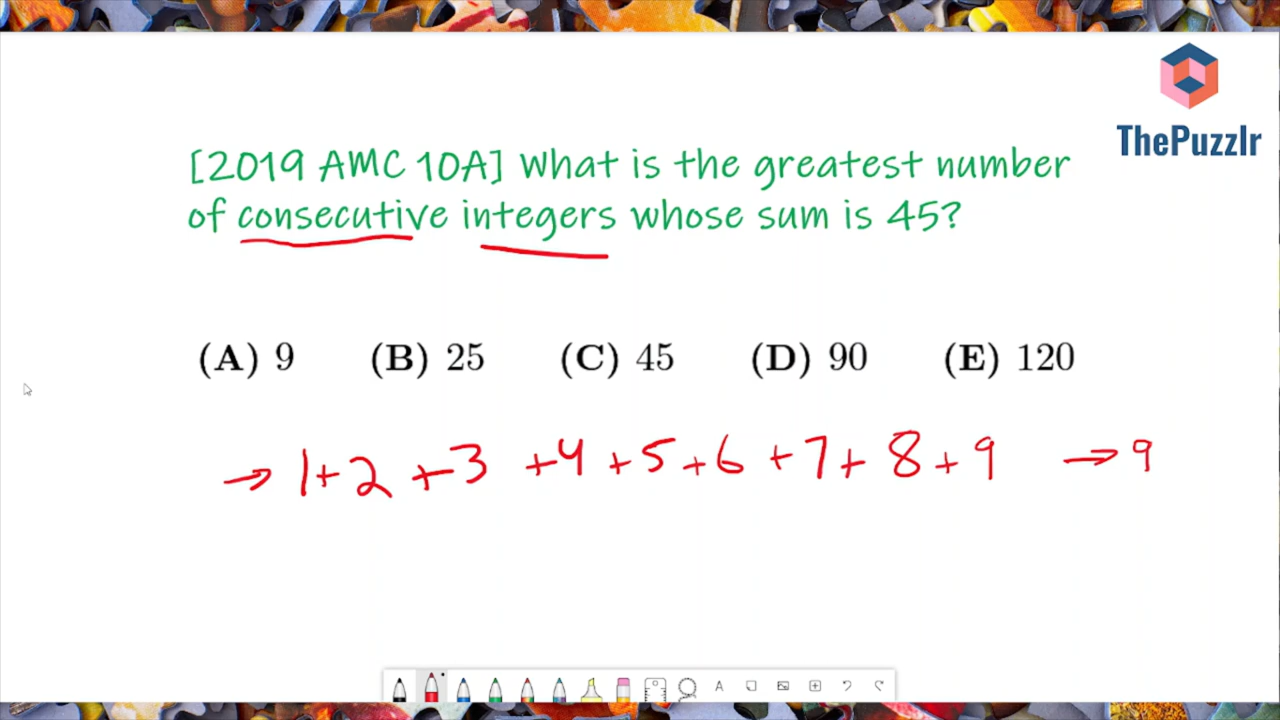 ThePuzzlr
[2019 AMC 10A] What is the greatest number
of consecutive integers whose sum is 45?
(A) 9 (B) 25 (C) 45 (D) 90 (E) 120
→ 1+2+3+4+5+6+7+8+9 → 9
A